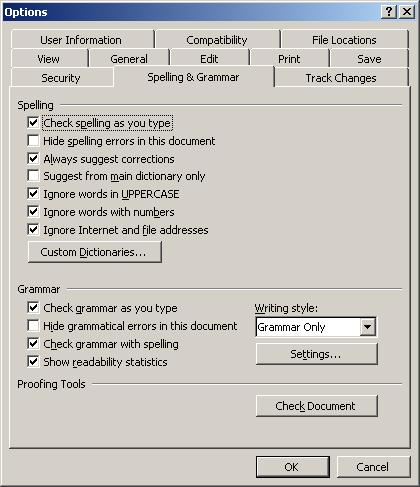 Options
User Information Compatibility File Locations
View General Edit Print Save
Security Spelling & Grammar Track Changes
Spelling
Check spelling as you type
Hide spelling errors in this document
Always suggest corrections
Suggest from main dictionary only
Ignore words in UPPERCASE
Ignore words with numbers
Ignore Internet and file addresses
Custom Dictionaries...
Grammar
Check grammar as you type Writing style:
Hide grammatical errors in this document Grammar Only
Check grammar with spelling Settings...
Show readability statistics
Proofing Tools
Check Document
OK Cancel